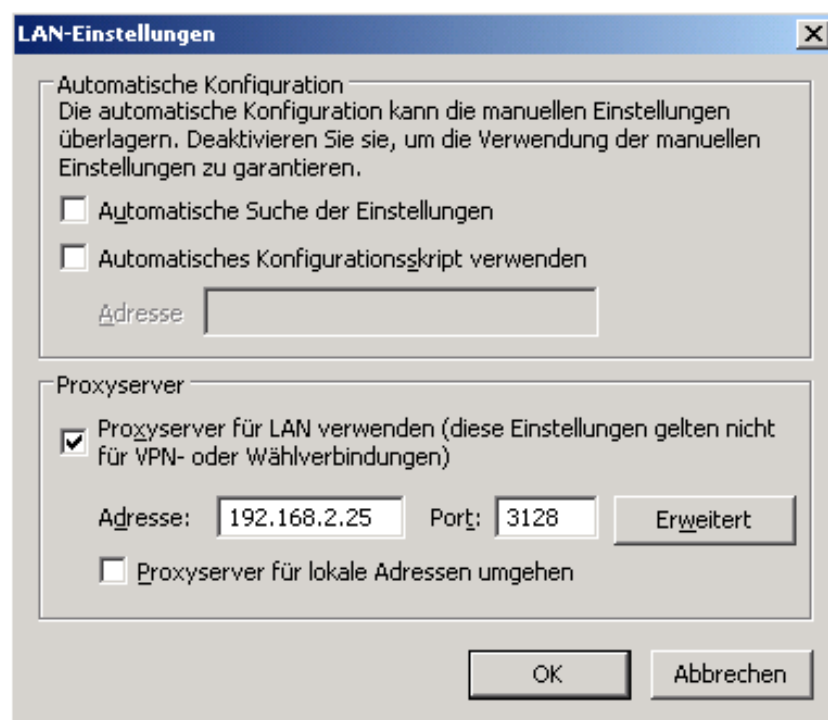 LAN-Einstellungen
Automatische Konfiguration
Die automatische Konfiguration kann die manuellen Einstellungen
überlagern. Deaktivieren Sie sie, um die Verwendung der manuellen
Einstellungen zu garantieren.
Automatische Suche der Einstellungen
Automatisches Konfigurationsskript verwenden
Adresse
Proxyserver
Proxyserver für LAN verwenden (diese Einstellungen gelten nicht
für VPN- oder Wählverbindungen)
Adresse: 192.168.2.25 Port: 3128 Erweitert
Proxyserver für lokale Adressen umgehen
OK Abbrechen